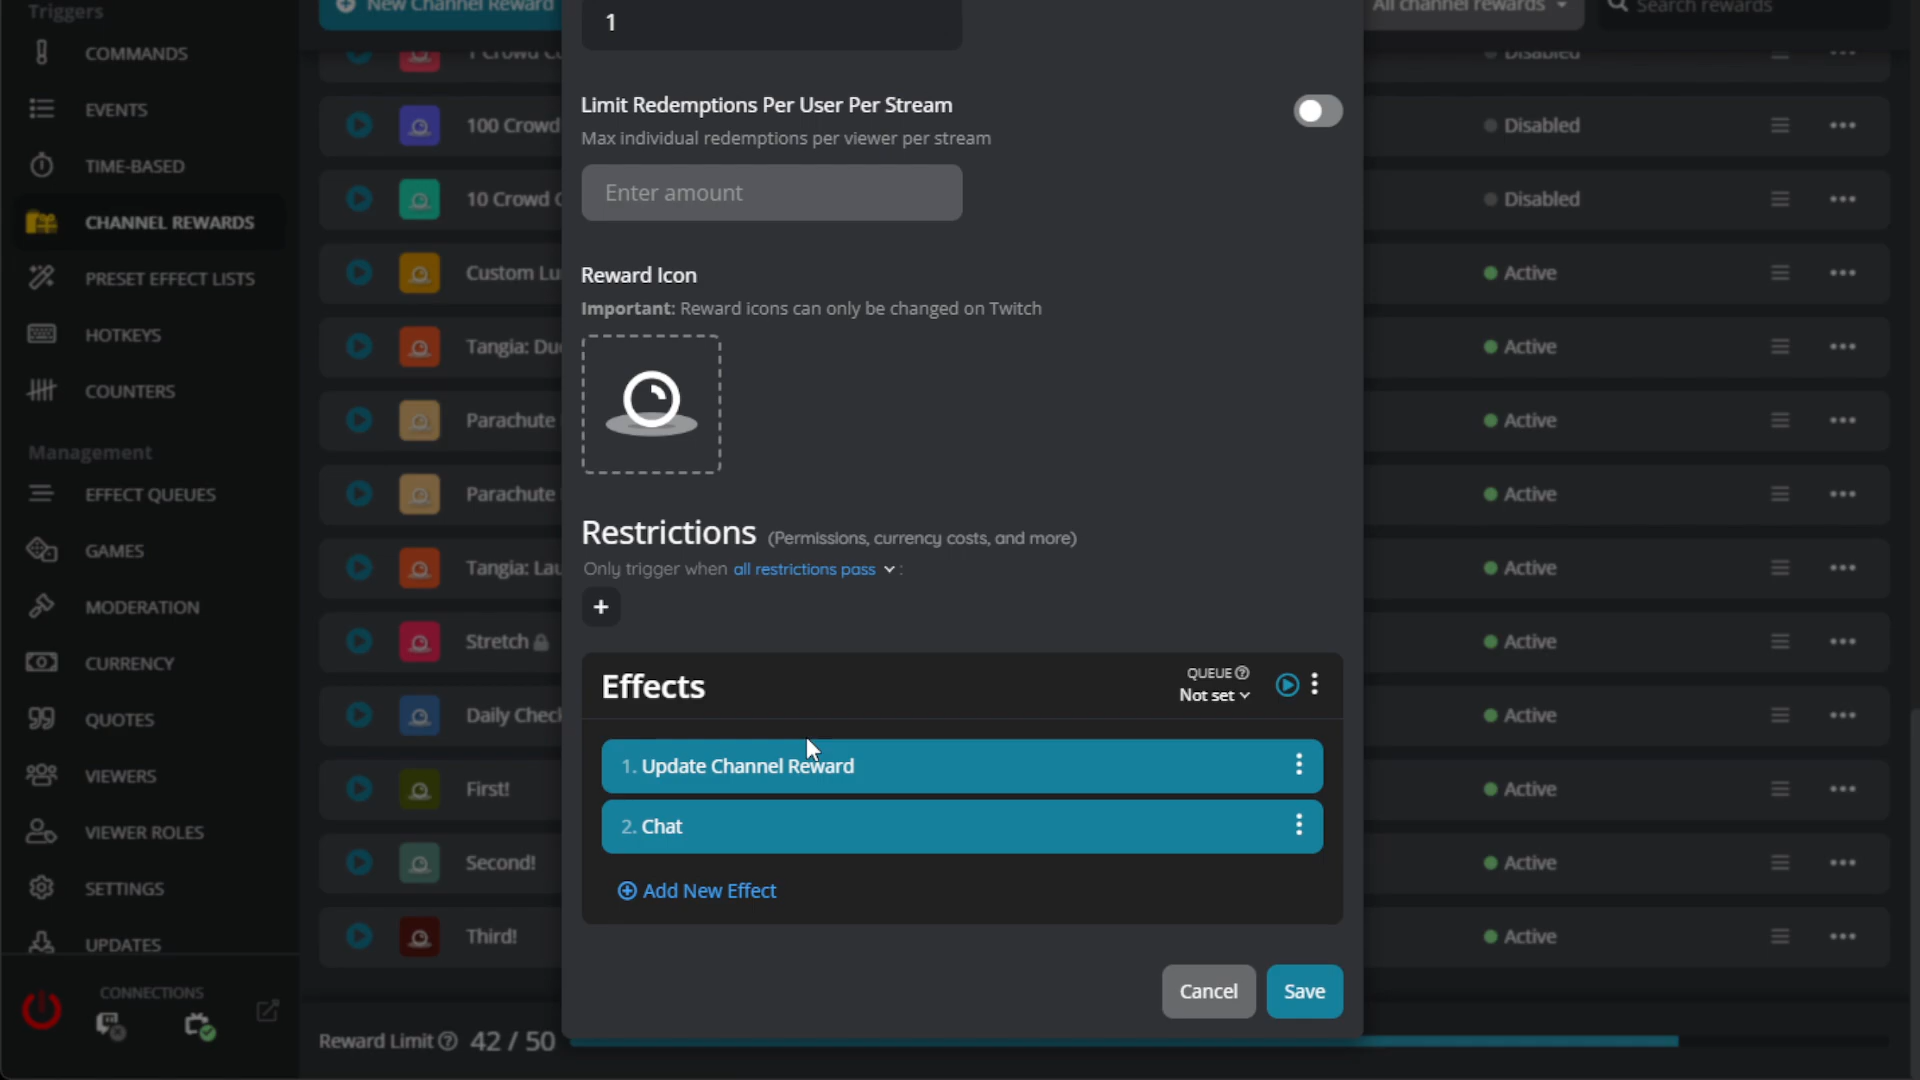 Triggers
COMMANDS
EVENTS
TIME-BASED
CHANNEL REWARDS
PRESET EFFECT LISTS
HOTKEYS
COUNTERS
Management
EFFECT QUEUES
GAMES
MODERATION
CURRENCY
QUOTES
VIEWERS
VIEWER ROLES
SETTINGS
UPDATES
CONNECTIONS
New Channel Reward
All channel rewards
Search rewards
1 Crowd Co
Disabled
100 Crowd
Disabled
10 Crowd C
Disabled
Custom Lu
Active
Tangia: Du
Active
Parachute
Active
Parachute
Active
Tangia: Lau
Active
Stretch
Active
Daily Check
Active
First!
Active
Second!
Active
Third!
Active
Reward Limit 42 / 50
1
Limit Redemptions Per User Per Stream
Max individual redemptions per viewer per stream
Enter amount
Reward Icon
Important: Reward icons can only be changed on Twitch
Restrictions (Permissions, currency costs, and more)
Only trigger when all restrictions pass :
Effects
QUEUE
Not set
1. Update Channel Reward
2. Chat
Add New Effect
Cancel
Save